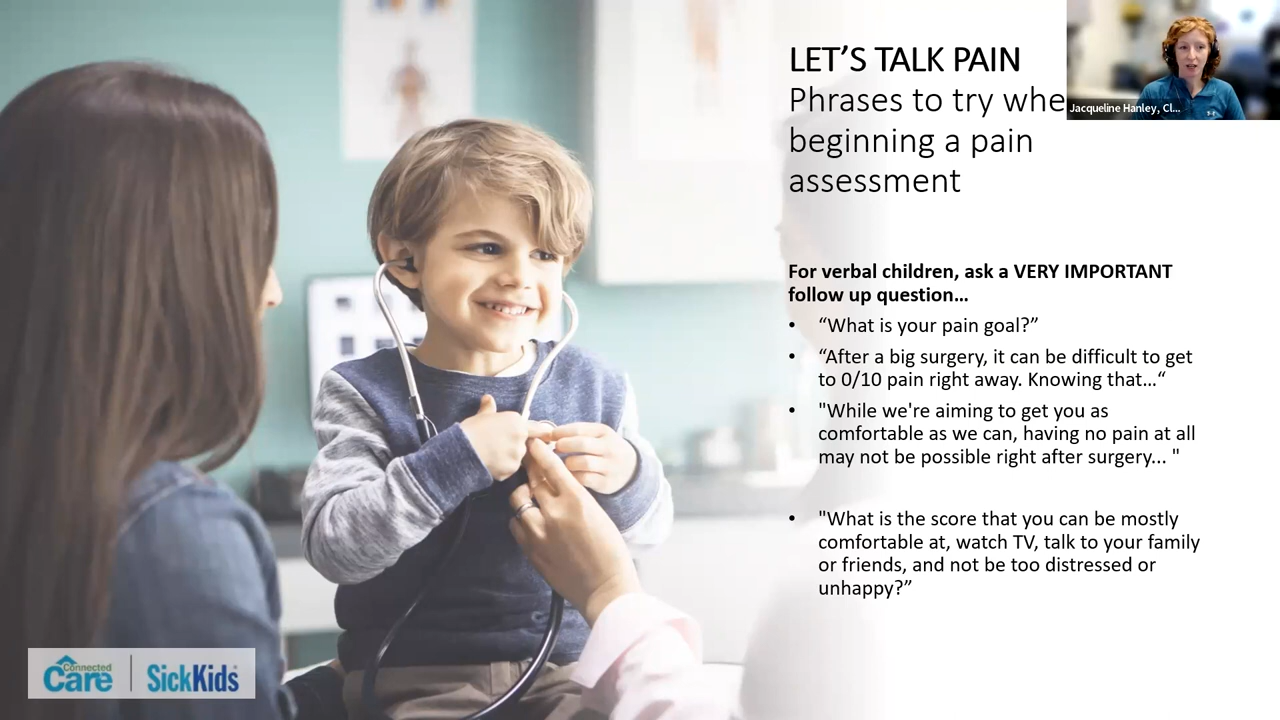 LET’S TALK PAIN
Phrases to try whe
beginning a pain
assessment
Jacqueline Hanley, Cl...
For verbal children, ask a VERY IMPORTANT
follow up question…
• “What is your pain goal?”
• “After a big surgery, it can be difficult to get
to 0/10 pain right away. Knowing that…“
• "While we're aiming to get you as
comfortable as we can, having no pain at all
may not be possible right after surgery... "
• "What is the score that you can be mostly
comfortable at, watch TV, talk to your family
or friends, and not be too distressed or
unhappy?”
Connected
Care
SickKids